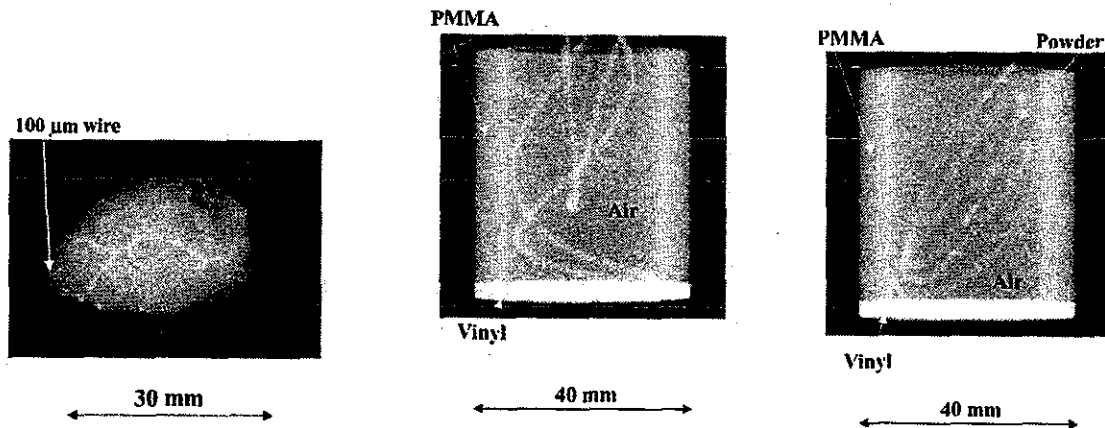 100 µm wire
30 mm
PMMA
Air
Vinyl
40 mm
PMMA
Powder
Air
Vinyl
40 mm